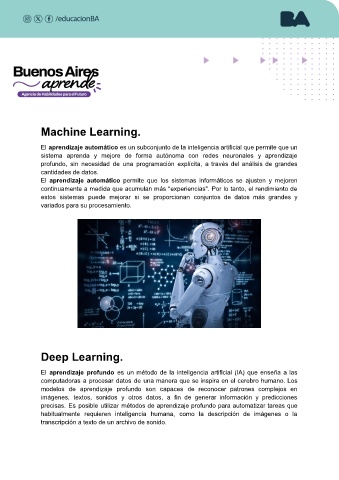 /educacionBA
BA
Buenos Aires
aprende
Agencia de Habilidades para el Futuro
Machine Learning.
El aprendizaje automático es un subconjunto de la inteligencia artificial que permite que un
sistema aprenda y mejore de forma autónoma con redes neuronales y aprendizaje
profundo, sin necesidad de una programación explícita, a través del análisis de grandes
cantidades de datos.
El aprendizaje automático permite que los sistemas informáticos se ajusten y mejoren
continuamente a medida que acumulan más "experiencias". Por lo tanto, el rendimiento de
estos sistemas puede mejorar si se proporcionan conjuntos de datos más grandes y
variados para su procesamiento.
Deep Learning.
El aprendizaje profundo es un método de la inteligencia artificial (IA) que enseña a las
computadoras a procesar datos de una manera que se inspira en el cerebro humano. Los
modelos de aprendizaje profundo son capaces de reconocer patrones complejos en
imágenes, textos, sonidos y otros datos, a fin de generar información y predicciones
precisas. Es posible utilizar métodos de aprendizaje profundo para automatizar tareas que
habitualmente requieren inteligencia humana, como la descripción de imágenes o la
transcripción a texto de un archivo de sonido.